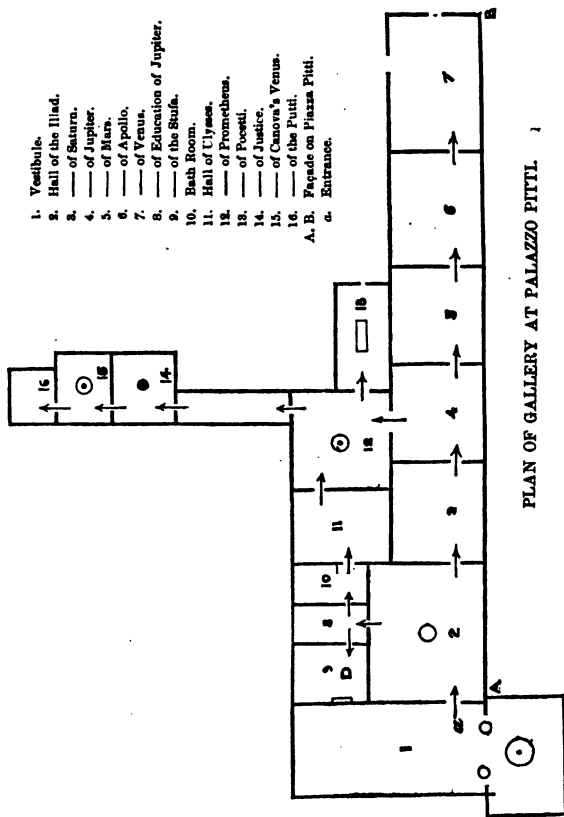 1. Vestibule.
2. Hall of the Iliad.
3. —— of Saturn.
4. —— of Jupiter.
5. —— of Mars.
6. —— of Apollo.
7. —— of Venus.
8. —— of Education of Jupiter.
9. —— of the Stufa.
10. Bath Room.
11. Hall of Ulysses.
12. —— of Prometheus.
13. —— of Pocetti.
14. —— of Justice.
15. —— of Canova's Venus.
16. —— of the Putti.
A. B. Façade on Piazza Pitti.
a. Entrance.
16
15
14
13
12
11
10
8
9
D
1
2
3
4
5
6
7
a
A
B
PLAN OF GALLERY AT PALAZZO PITTI.